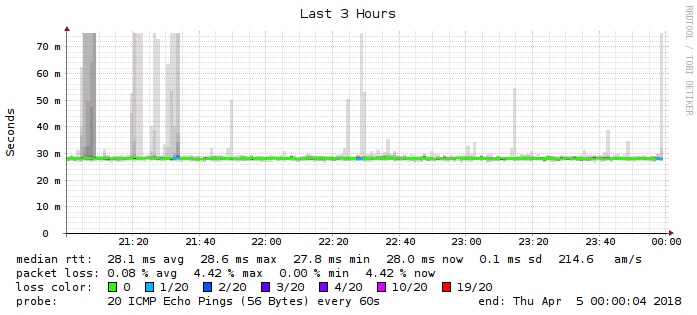 Last 3 Hours
RRDTOOL / TOBI OETIKER
Seconds
70 m
60 m
50 m
40 m
30 m
20 m
10 m
0
21:20 21:40 22:00 22:20 22:40 23:00 23:20 23:40 00:00
median rtt: 28.1 ms avg 28.6 ms max 27.8 ms min 28.0 ms now 0.1 ms sd 214.6 am/s
packet loss: 0.08 % avg 4.42 % max 0.00 % min 4.42 % now
loss color: 0 1/20 2/20 3/20 4/20 10/20 19/20
probe: 20 ICMP Echo Pings (56 Bytes) every 60s end: Thu Apr 5 00:00:04 2018